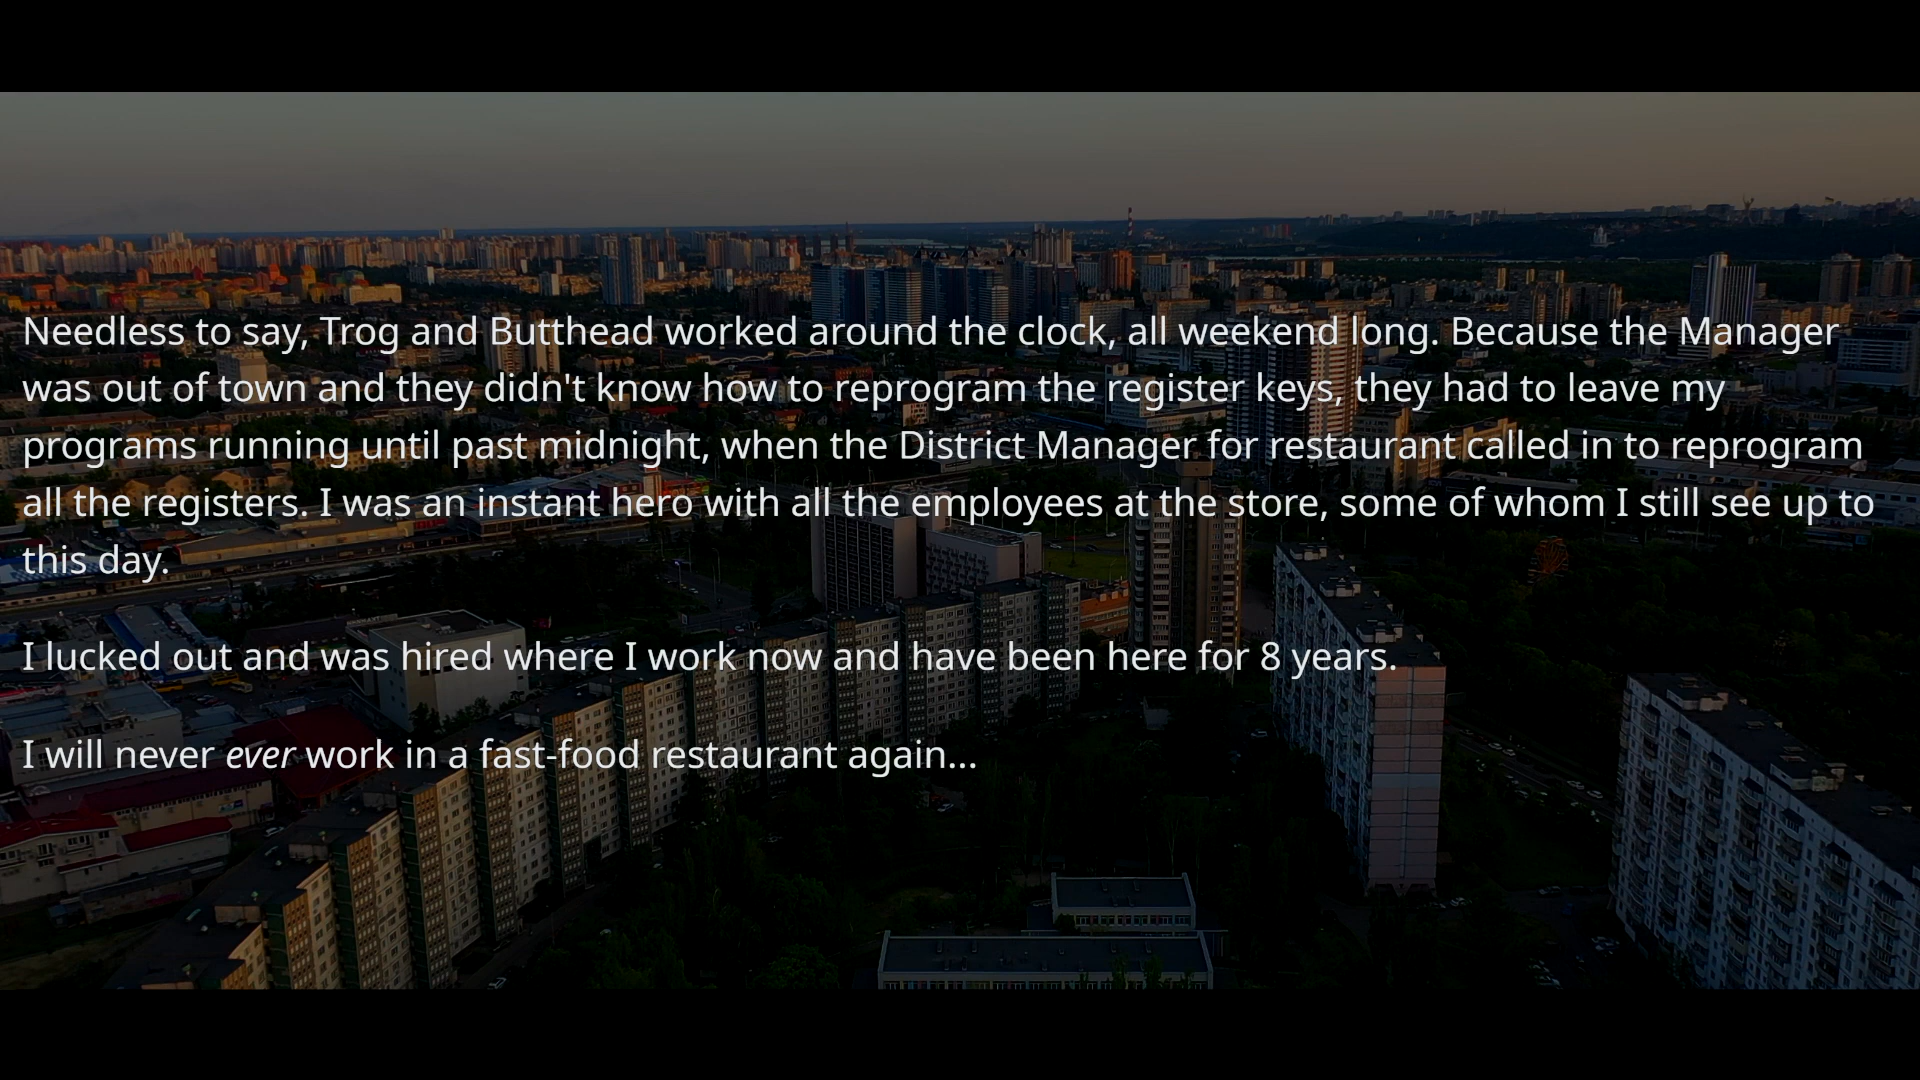 Needless to say, Trog and Butthead worked around the clock, all weekend long. Because the Manager
was out of town and they didn't know how to reprogram the register keys, they had to leave my
programs running until past midnight, when the District Manager for restaurant called in to reprogram
all the registers. I was an instant hero with all the employees at the store, some of whom I still see up to
this day.
I lucked out and was hired where I work now and have been here for 8 years.
I will never ever work in a fast-food restaurant again...